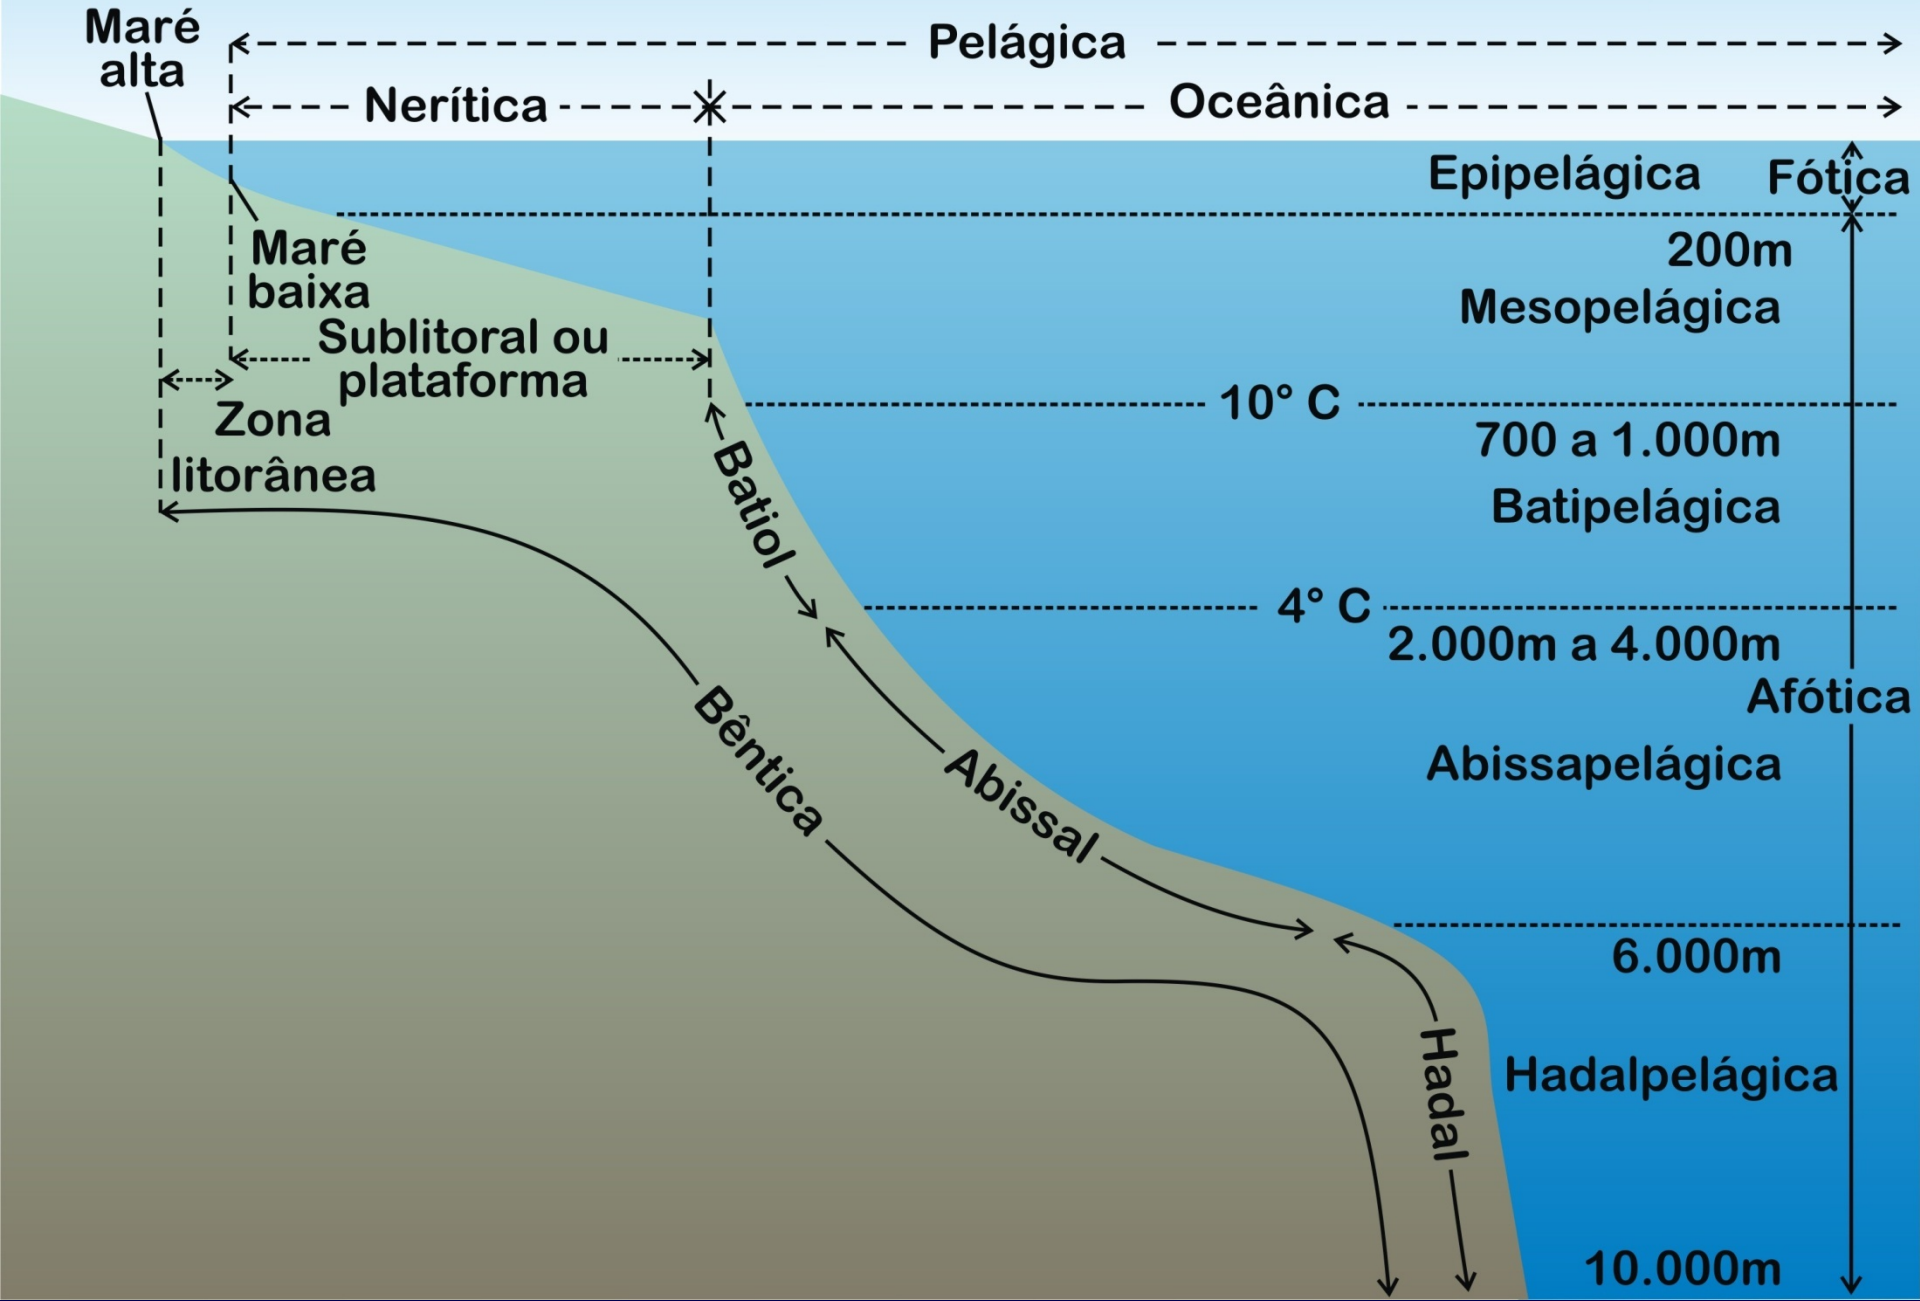 Maré
alta
Pelágica
Nerítica
Oceânica
Epipelágica
Fótica
200m
Maré
baixa
Mesopelágica
Sublitoral ou
plataforma
Zona
litorânea
10° C
700 a 1.000m
Batiol
Batipelágica
4° C
2.000m a 4.000m
Afótica
Bêntica
Abissal
Abissapelágica
6.000m
Hadal
Hadalpelágica
10.000m